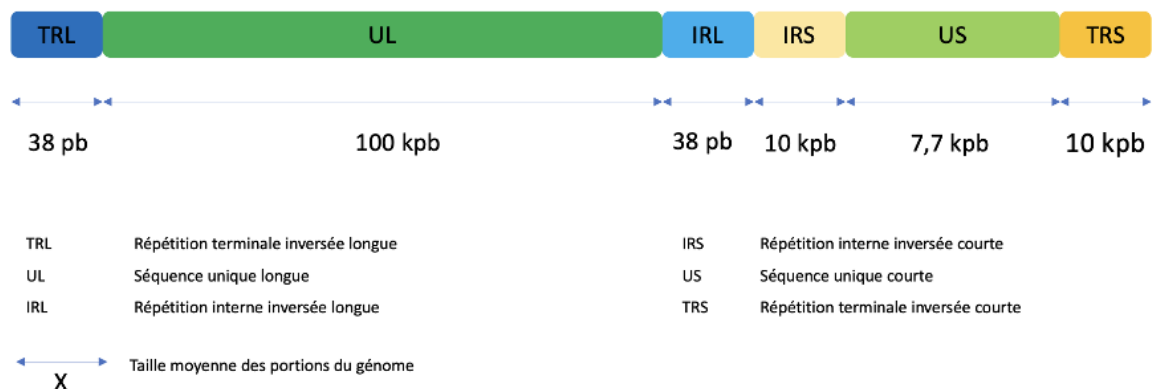 TRL UL IRL IRS US TRS
38 pb 100 kpb 38 pb 10 kpb 7,7 kpb 10 kpb
TRL Répétition terminale inversée longue IRS Répétition interne inversée courte
UL Séquence unique longue US Séquence unique courte
IRL Répétition interne inversée longue TRS Répétition terminale inversée courte
Taille moyenne des portions du génome
X